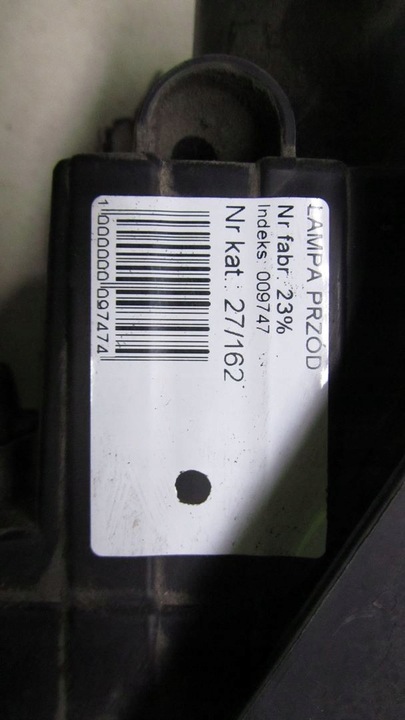 LAMPA PRZÓD
Nr fabr.: 23%
Indeks: 009747
Nr kat.: 27/162
1000000097474